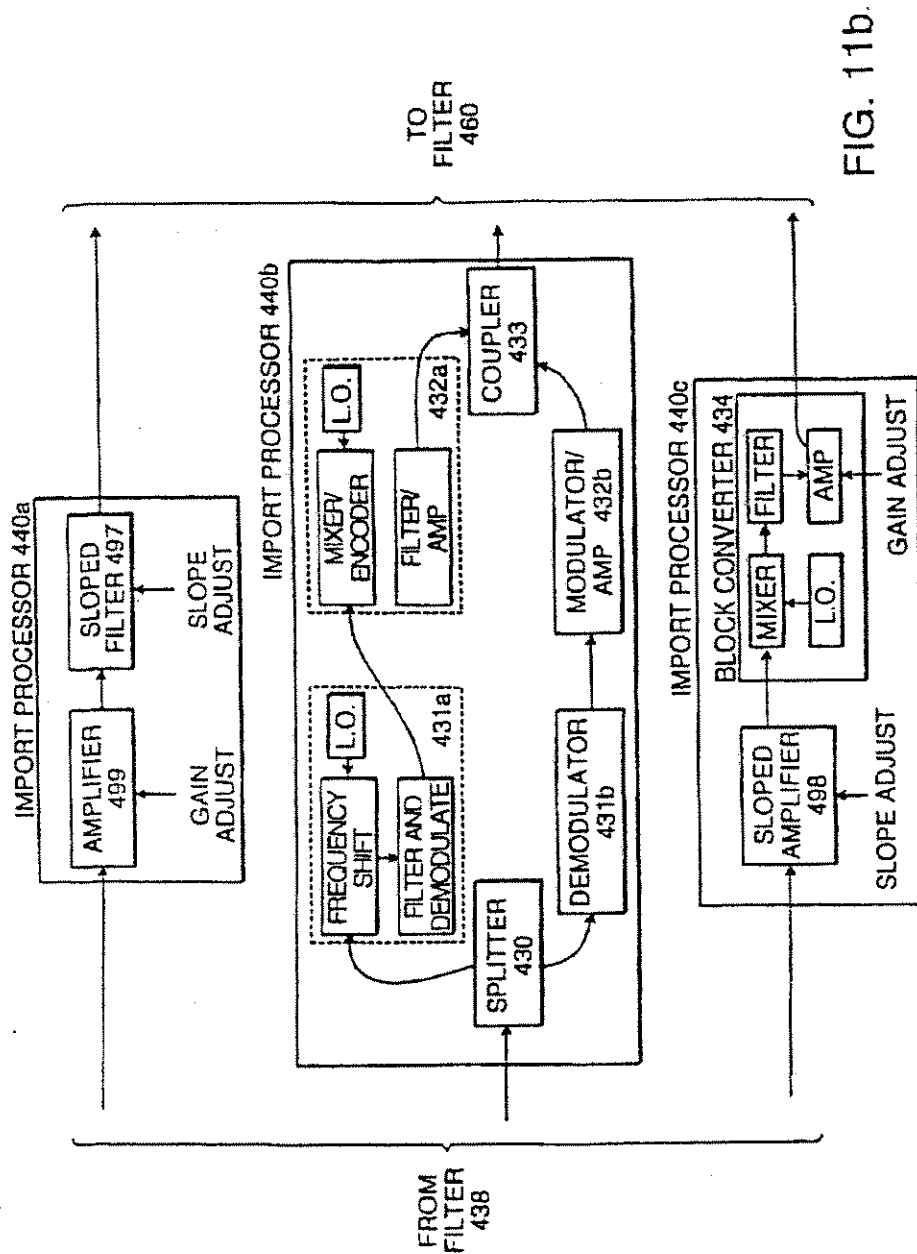 FROM
FILTER
438
IMPORT PROCESSOR 440a
AMPLIFIER
499
SLOPED
FILTER 497
GAIN
ADJUST
SLOPE
ADJUST
IMPORT PROCESSOR 440b
SPLITTER
430
FREQUENCY
SHIFT
L.O.
FILTER AND
DEMODULATE
431a
MIXER/
ENCODER
L.O.
FILTER/
AMP
432a
DEMODULATOR
431b
MODULATOR/
AMP 432b
COUPLER
433
IMPORT PROCESSOR 440c
SLOPED
AMPLIFIER
498
SLOPE ADJUST
BLOCK CONVERTER 434
MIXER
FILTER
L.O.
AMP
GAIN ADJUST
TO
FILTER
460
FIG. 11b.